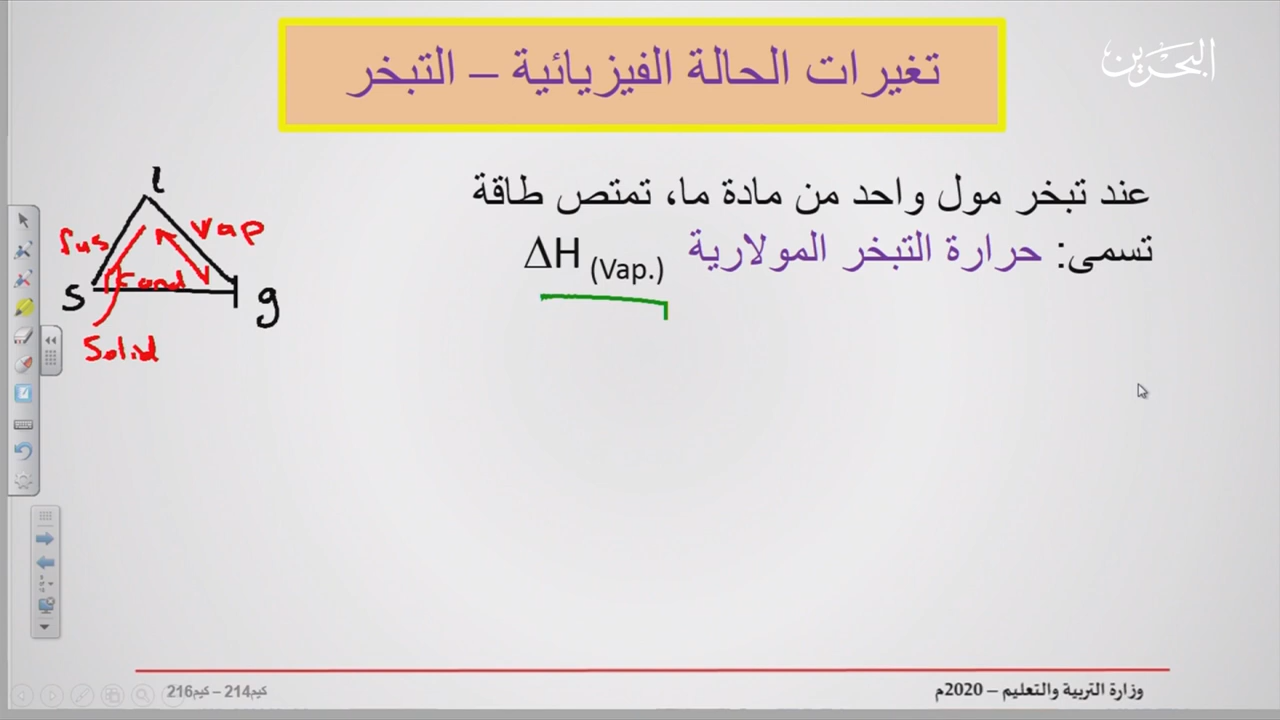 البحرين
تغيرات الحالة الفيزيائية – التبخر
عند تبخر مول واحد من مادة ما، تمتص طاقة
تسمى: حرارة التبخر المولارية ΔH (Vap.)
l
fus
Vap
Cond
S
g
Solid
وزارة التربية والتعليم – 2020م
كيم214 – كيم216